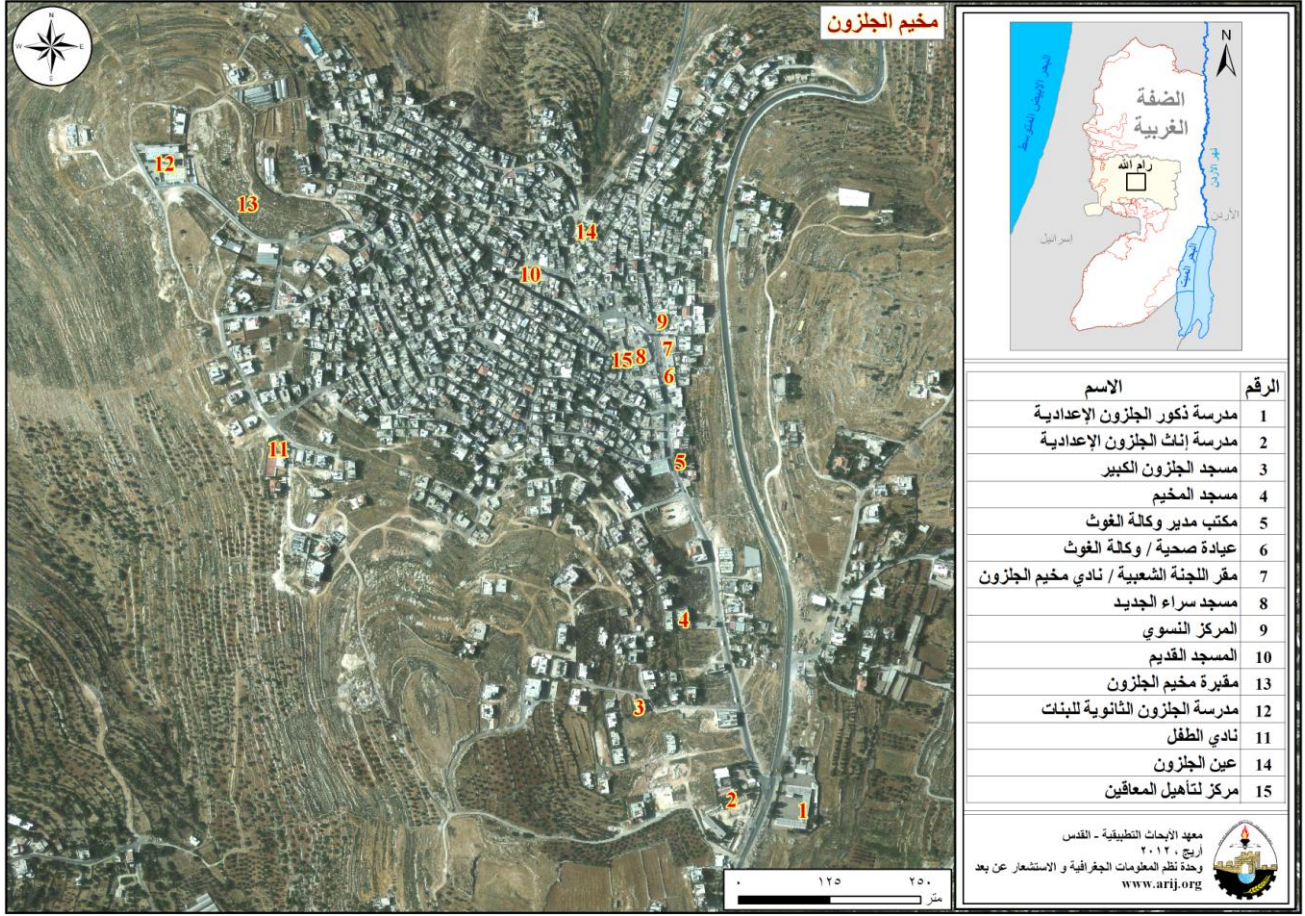 مخيم الجلزون
N
W
E
S
12
13
14
10
9
7
8
15
6
11
5
4
3
2
1
٠ ١٢٥ ٢٥٠
متر
N
البحر الابيض المتوسط
الضفة
الغربية
رام الله
نهر الاردن
الأردن
اسرائيل
البحر الميت
الرقم الاسم
1 مدرسة ذكور الجلزون الإعدادية
2 مدرسة إناث الجلزون الإعدادية
3 مسجد الجلزون الكبير
4 مسجد المخيم
5 مكتب مدير وكالة الغوث
6 عيادة صحية / وكالة الغوث
7 مقر اللجنة الشعبية / نادي مخيم الجلزون
8 مسجد سراء الجديد
9 المركز النسوي
10 المسجد القديم
13 مقبرة مخيم الجلزون
12 مدرسة الجلزون الثانوية للبنات
11 نادي الطفل
14 عين الجلزون
15 مركز لتأهيل المعاقين
معهد الأبحاث التطبيقية - القدس
أريج ، ٢٠١٢
وحدة نظم المعلومات الجغرافية و الاستشعار عن بعد
www.arij.org